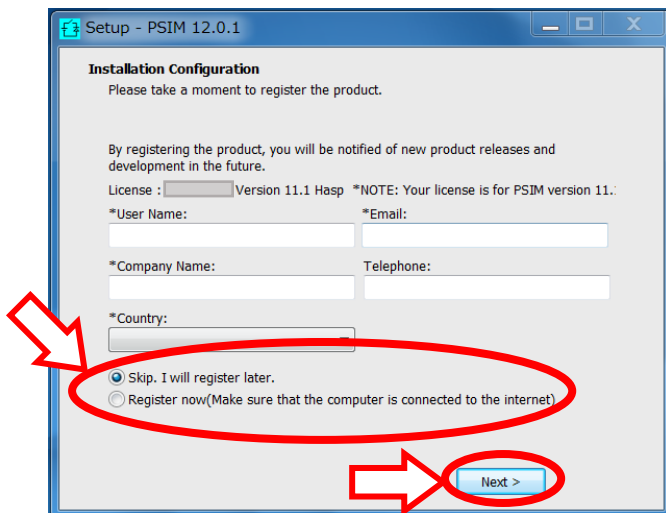 Setup - PSIM 12.0.1
Installation Configuration
Please take a moment to register the product.
By registering the product, you will be notified of new product releases and
development in the future.
License : Version 11.1 Hasp *NOTE: Your license is for PSIM version 11.
*User Name: *Email:
*Company Name: Telephone:
*Country:
Skip. I will register later.
Register now(Make sure that the computer is connected to the internet)
Next >